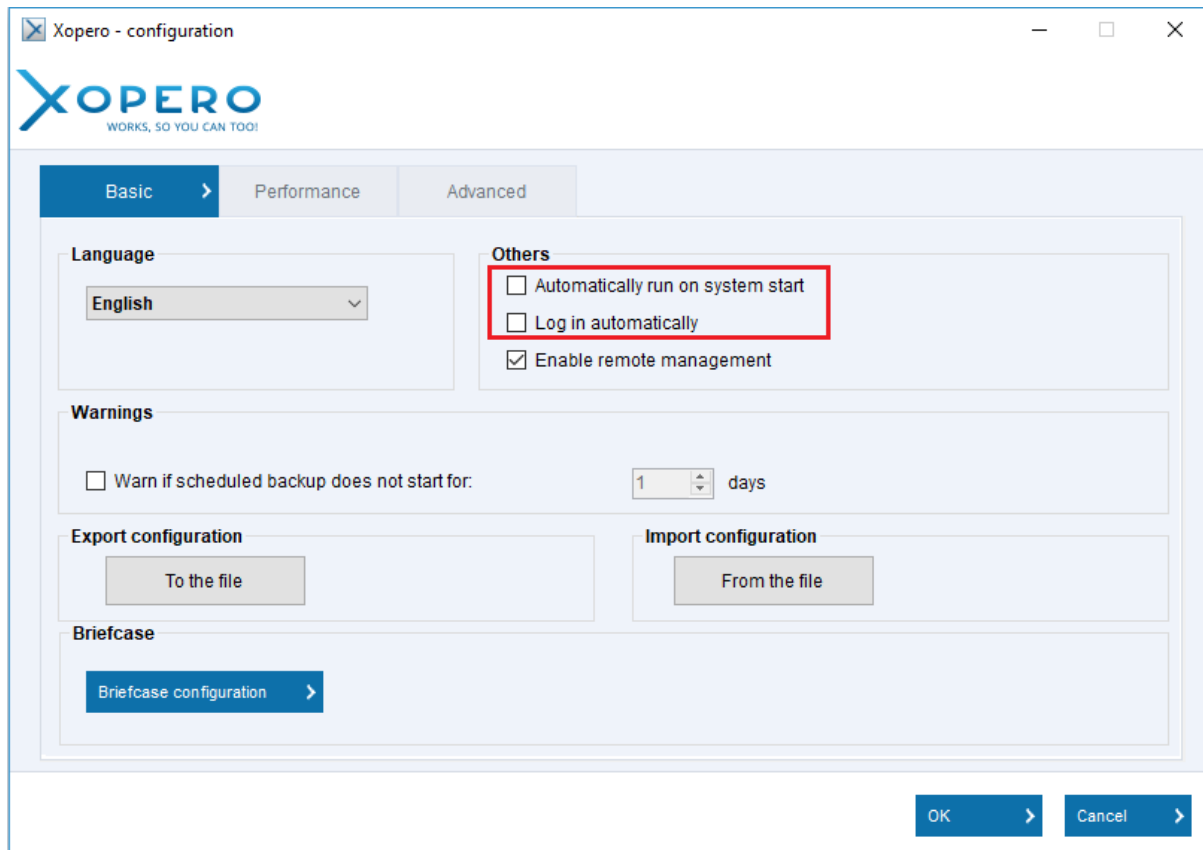 Xopero - configuration
XOPERO
WORKS, SO YOU CAN TOO!
Basic
Performance
Advanced
Language
English
Others
Automatically run on system start
Log in automatically
Enable remote management
Warnings
Warn if scheduled backup does not start for: 1 days
Export configuration
To the file
Import configuration
From the file
Briefcase
Briefcase configuration
OK
Cancel